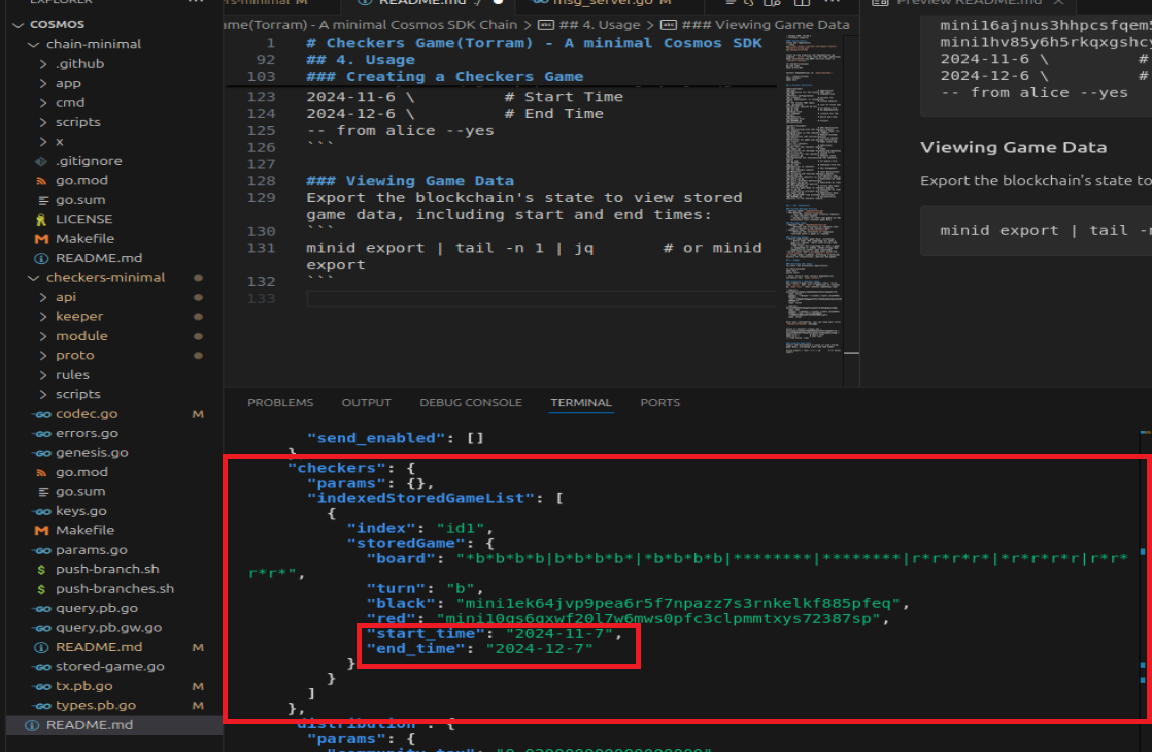 EXPLORER
COSMOS
chain-minimal
.github
app
cmd
scripts
x
.gitignore
go.mod
go.sum
LICENSE
Makefile
README.md
checkers-minimal
api
keeper
module
proto
rules
scripts
codec.go M
errors.go
genesis.go
go.mod
go.sum
keys.go
Makefile
params.go
push-branch.sh
push-branches.sh
query.pb.go
query.pb.gw.go
README.md M
stored-game.go
tx.pb.go M
types.pb.go M
README.md
rs-minimal M README.md ./ msg_server.go M
Preview README.md
ame(Torram) - A minimal Cosmos SDK Chain > ## 4. Usage > ### Viewing Game Data
1 # Checkers Game(Torram) - A minimal Cosmos SDK
92 ## 4. Usage
103 ### Creating a Checkers Game
123 2024-11-6 \ # Start Time
124 2024-12-6 \ # End Time
125 -- from alice --yes
126 ```
127
128 ### Viewing Game Data
129 Export the blockchain's state to view stored
game data, including start and end times:
130 ```
131 minid export | tail -n 1 | jq # or minid
export
132 ```
133
mini16ajnus3hhpcsfqem5
mini1hv85y6h5rkqxgshcy
2024-11-6 \ #
2024-12-6 \ #
-- from alice --yes
Viewing Game Data
Export the blockchain's state to
minid export | tail -n
PROBLEMS OUTPUT DEBUG CONSOLE TERMINAL PORTS
"send_enabled": []
},
"checkers": {
"params": {},
"indexedStoredGameList": [
{
"index": "id1",
"storedGame": {
"board": "*b*b*b*b|b*b*b*b*|*b*b*b*b|********|********|r*r*r*r*|*r*r*r*r|r*r*
r*r*",
"turn": "b",
"black": "mini1ek64jvp9pea6r5f7npazz7s3rnkelkf885pfeq",
"red": "mini10qs6gxwf20l7w6mws0pfc3clpmmtxys72387sp",
"start_time": "2024-11-7",
"end_time": "2024-12-7"
}
}
]
},
"distribution": {
"params": {